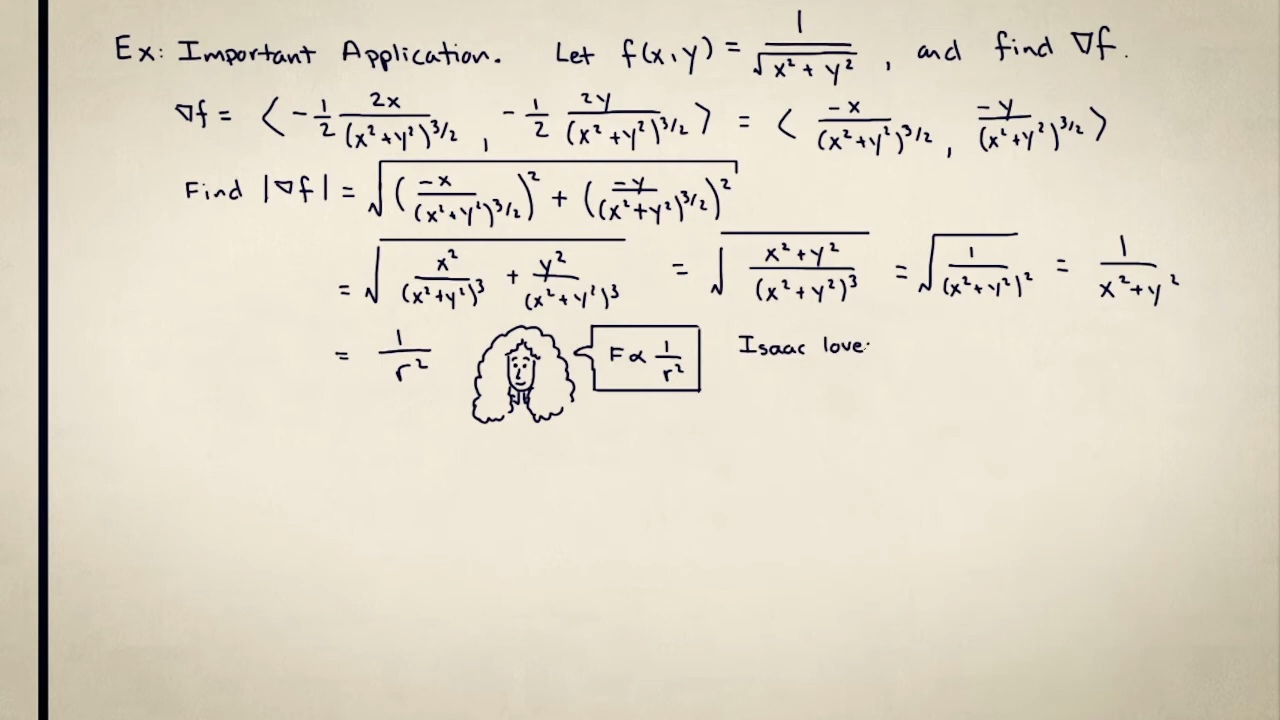 Ex: Important Application. Let f(x,y) = 1/√(x² + y²), and find ∇f.
∇f = ⟨ -1/2 2x/(x²+y²)^3/2, -1/2 2y/(x²+y²)^3/2 ⟩ = ⟨ -x/(x²+y²)^3/2, -y/(x²+y²)^3/2 ⟩
Find |∇f| = √((-x/(x²+y²)^3/2)² + (-y/(x²+y²)^3/2)²)
= √(x²/(x²+y²)³ + y²/(x²+y²)³) = √((x²+y²)/(x²+y²)³) = √(1/(x²+y²)²) = 1/(x²+y²)
= 1/r² F ∝ 1/r² Isaac love